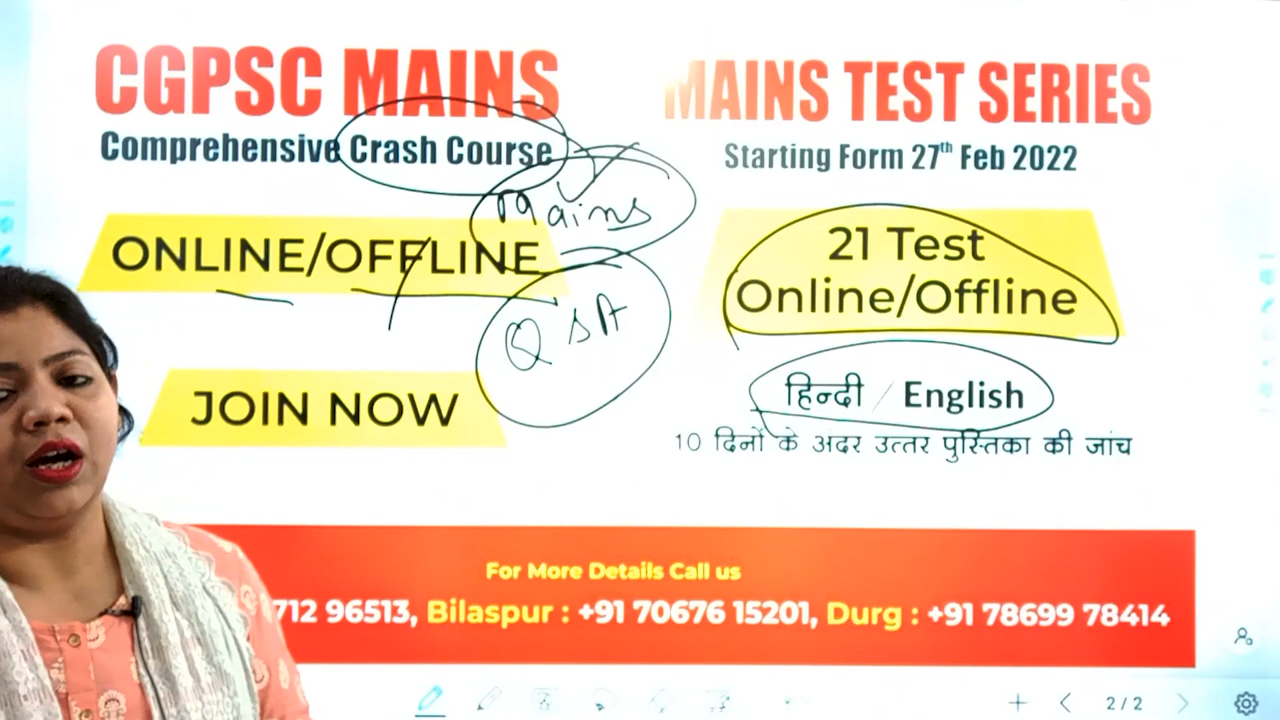 CGPSC MAINS
Comprehensive Crash Course
Mains
ONLINE/OFFLINE
Q
JOIN NOW
MAINS TEST SERIES
Starting Form 27th Feb 2022
21 Test
Online/Offline
हिन्दी / English
10 दिनों के अंदर उत्तर पुस्तिका की जांच
For More Details Call us
712 96513, Bilaspur : +91 70676 15201, Durg : +91 78699 78414
2/2